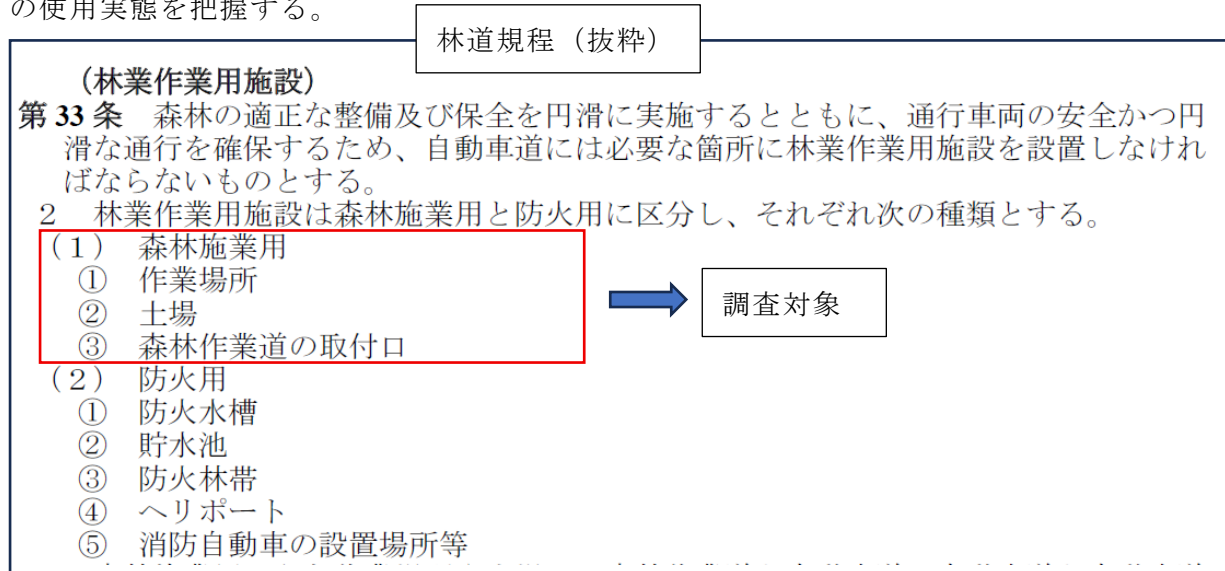 の使用実態を把握する。
林道規程（抜粋）
（林業作業用施設）
第 33 条　森林の適正な整備及び保全を円滑に実施するとともに、通行車両の安全かつ円
滑な通行を確保するため、自動車道には必要な箇所に林業作業用施設を設置しなけれ
ばならないものとする。
２　林業作業用施設は森林施業用と防火用に区分し、それぞれ次の種類とする。
（１）　森林施業用
①　作業場所
②　土場
③　森林作業道の取付口
調査対象
（２）　防火用
①　防火水槽
②　貯水池
③　防火林帯
④　ヘリポート
⑤　消防自動車の設置場所等